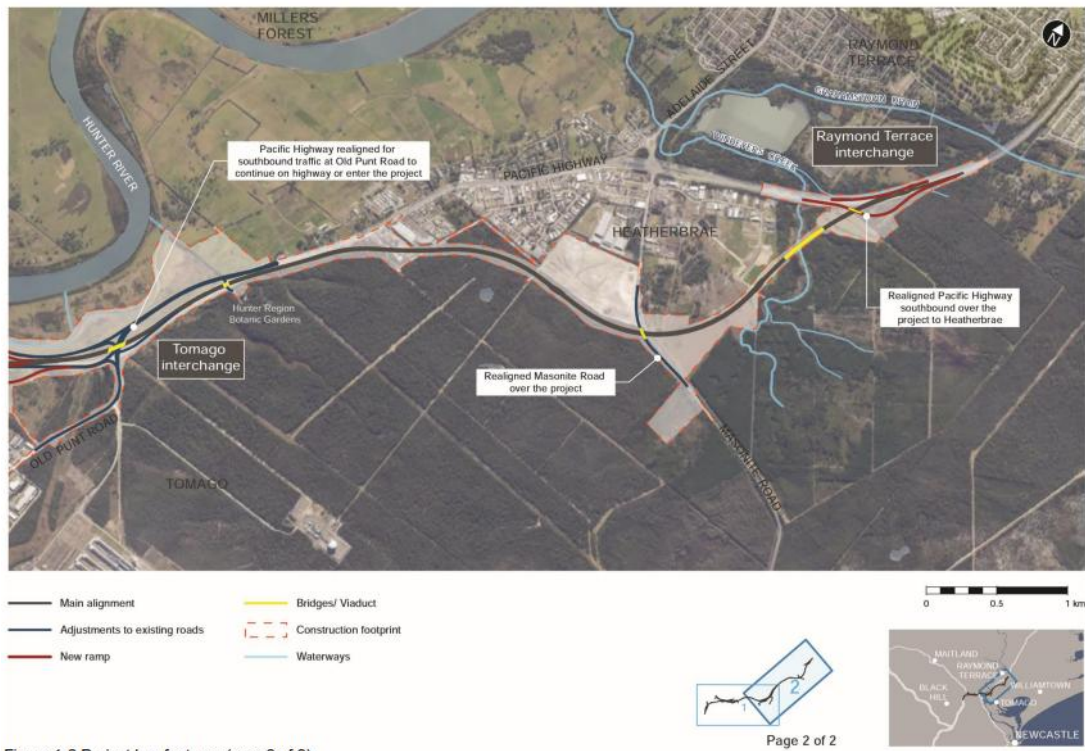 MILLERS
FOREST
RAYMOND
TERRACE
N
ADELAIDE STREET
GRAHAMSTOWN DRAIN
HUNTER RIVER
Pacific Highway realigned for
southbound traffic at Old Punt Road to
continue on highway or enter the project
WINDEYERS CREEK
Raymond Terrace
interchange
PACIFIC HIGHWAY
HEATHERBRAE
Hunter Region
Botanic Gardens
Realigned Pacific Highway
southbound over the
project to Heatherbrae
Tomago
interchange
Realigned Masonite Road
over the project
OLD PUNT ROAD
MASONITE ROAD
TOMAGO
Main alignment
Adjustments to existing roads
New ramp
Bridges/ Viaduct
Construction footprint
Waterways
0 0.5 1 km
1
2
Page 2 of 2
MAITLAND
RAYMOND
TERRACE
WILLIAMTOWN
BLACK
HILL
TOMAGO
NEWCASTLE